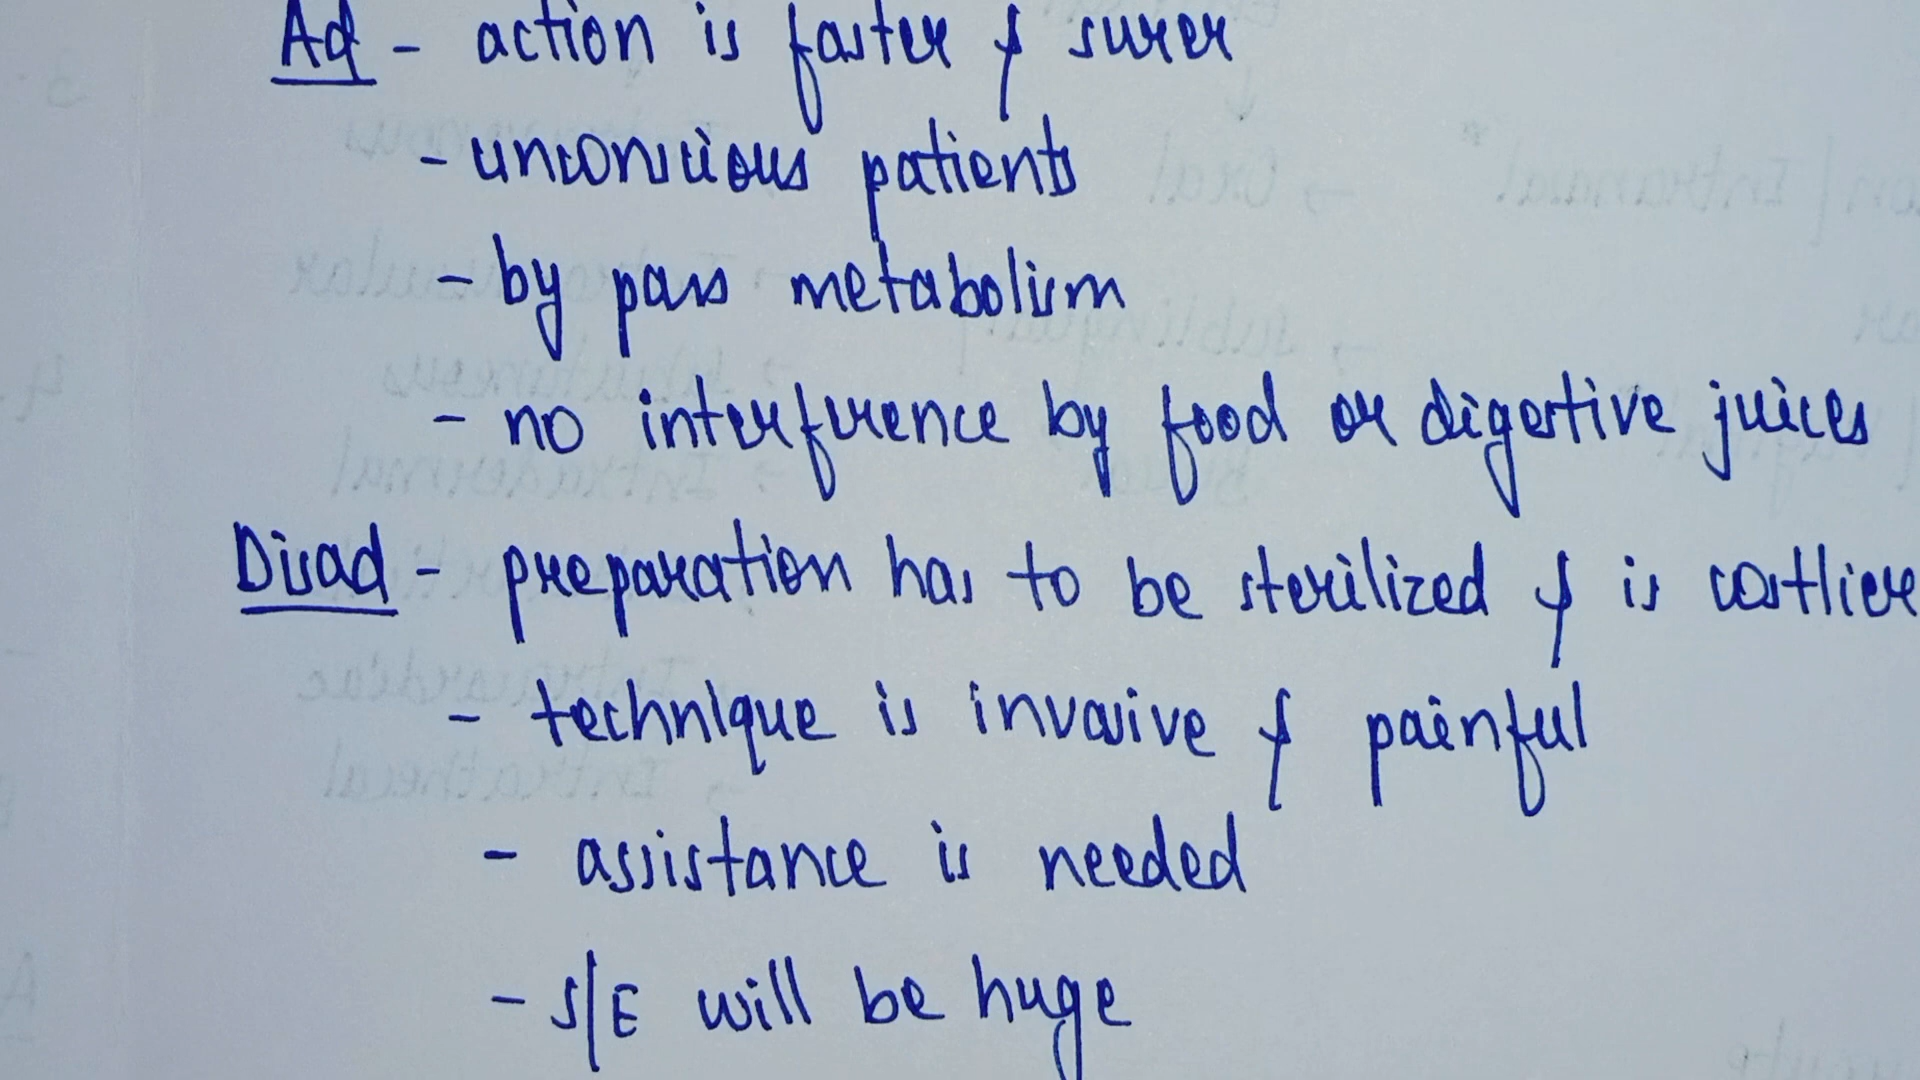 Ad - action is faster & surer
- unconscious patients
- by pass metabolism
- no interference by food or digestive juices
Disad - preparation has to be sterilized & is costlier
- technique is invasive & painful
- assistance is needed
- S/E will be huge